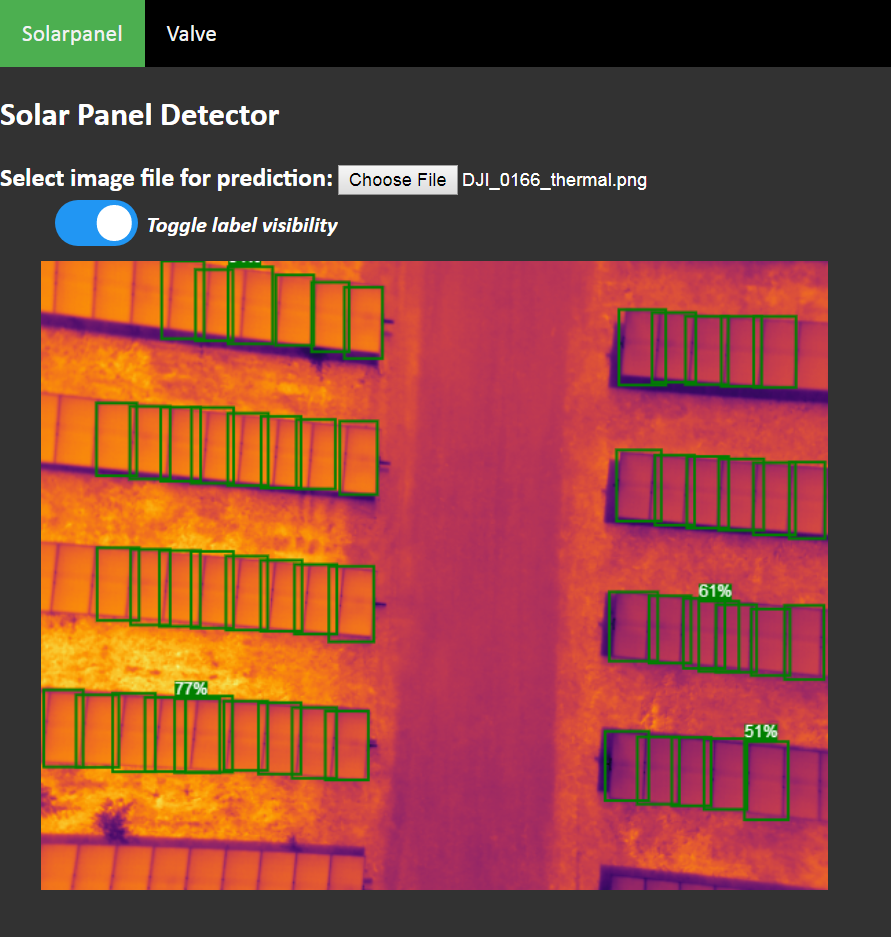 Solarpanel Valve
Solar Panel Detector
Select image file for prediction: Choose File DJI_0166_thermal.png
Toggle label visibility
61%
77%
51%